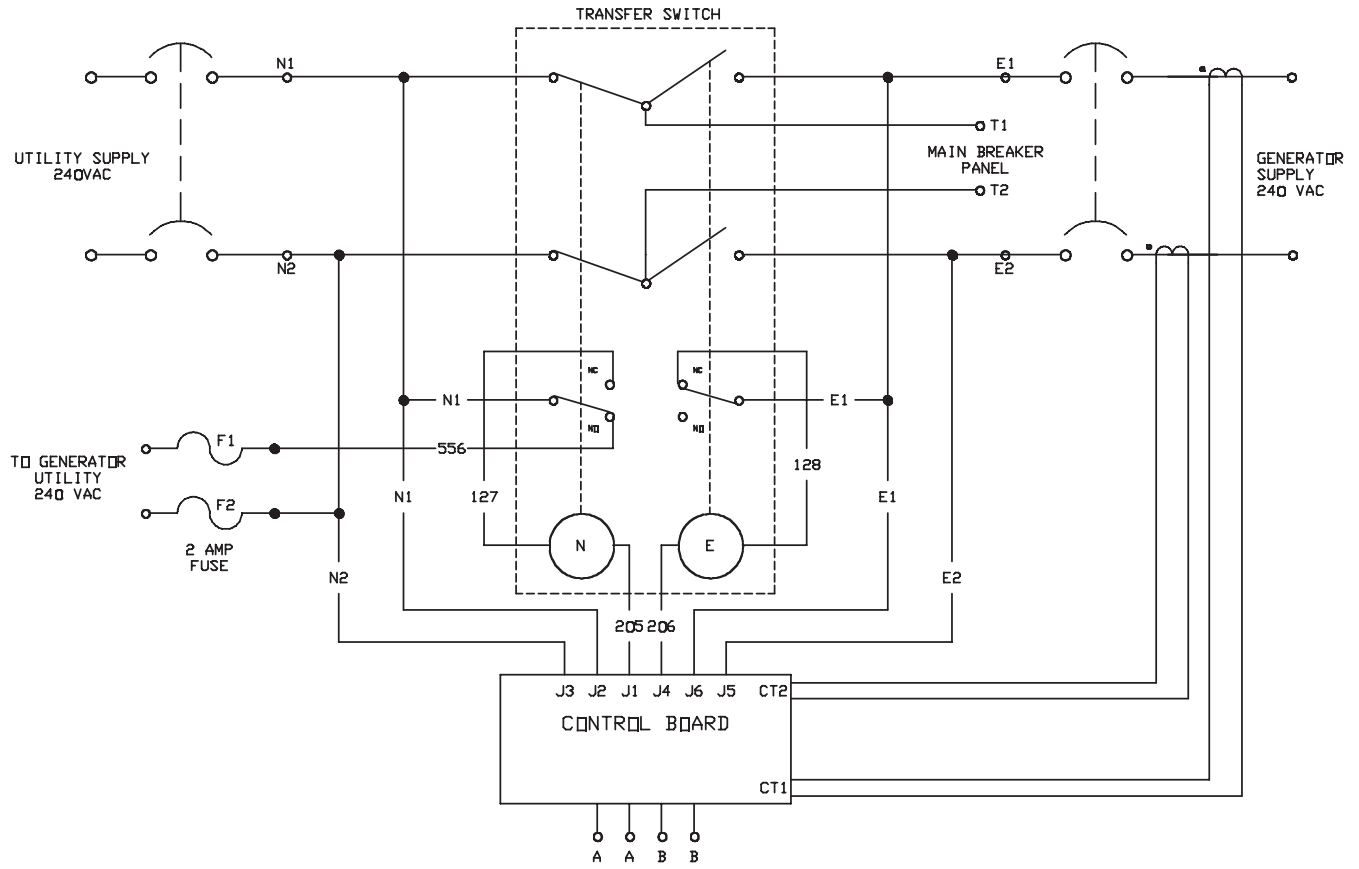 TRANSFER SWITCH
N1
E1
T1
UTILITY SUPPLY
240VAC
MAIN BREAKER
PANEL
GENERATOR
SUPPLY
240 VAC
T2
N2
E2
NC
NC
N1
E1
NO
NO
F1
556
TO GENERATOR
UTILITY
240 VAC
128
N1
127
E1
F2
2 AMP
FUSE
N
E
N2
E2
205
206
J3
J2
J1
J4
J6
J5
CT2
CONTROL BOARD
CT1
A
A
B
B